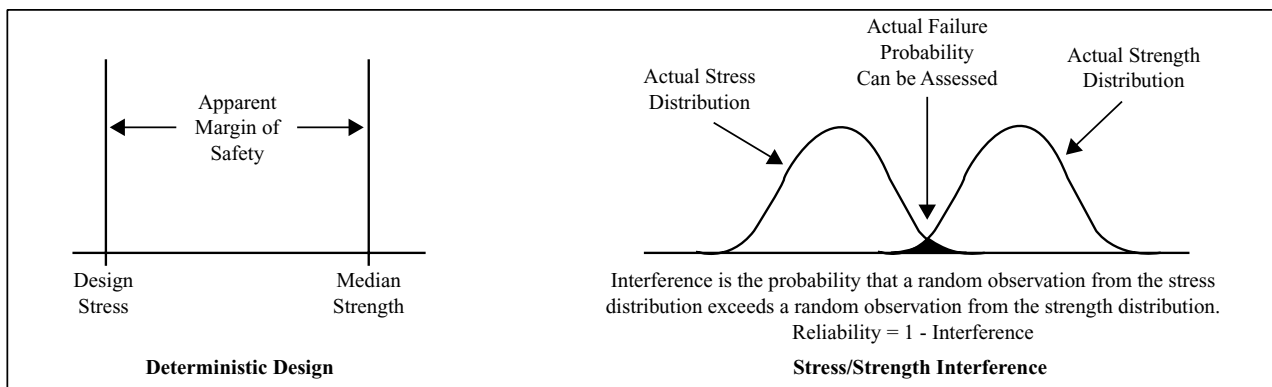 Apparent
Margin of
Safety
Design
Stress
Median
Strength
Deterministic Design
Actual Stress
Distribution
Actual Failure
Probability
Can be Assessed
Actual Strength
Distribution
Interference is the probability that a random observation from the stress
distribution exceeds a random observation from the strength distribution.
Reliability = 1 - Interference
Stress/Strength Interference